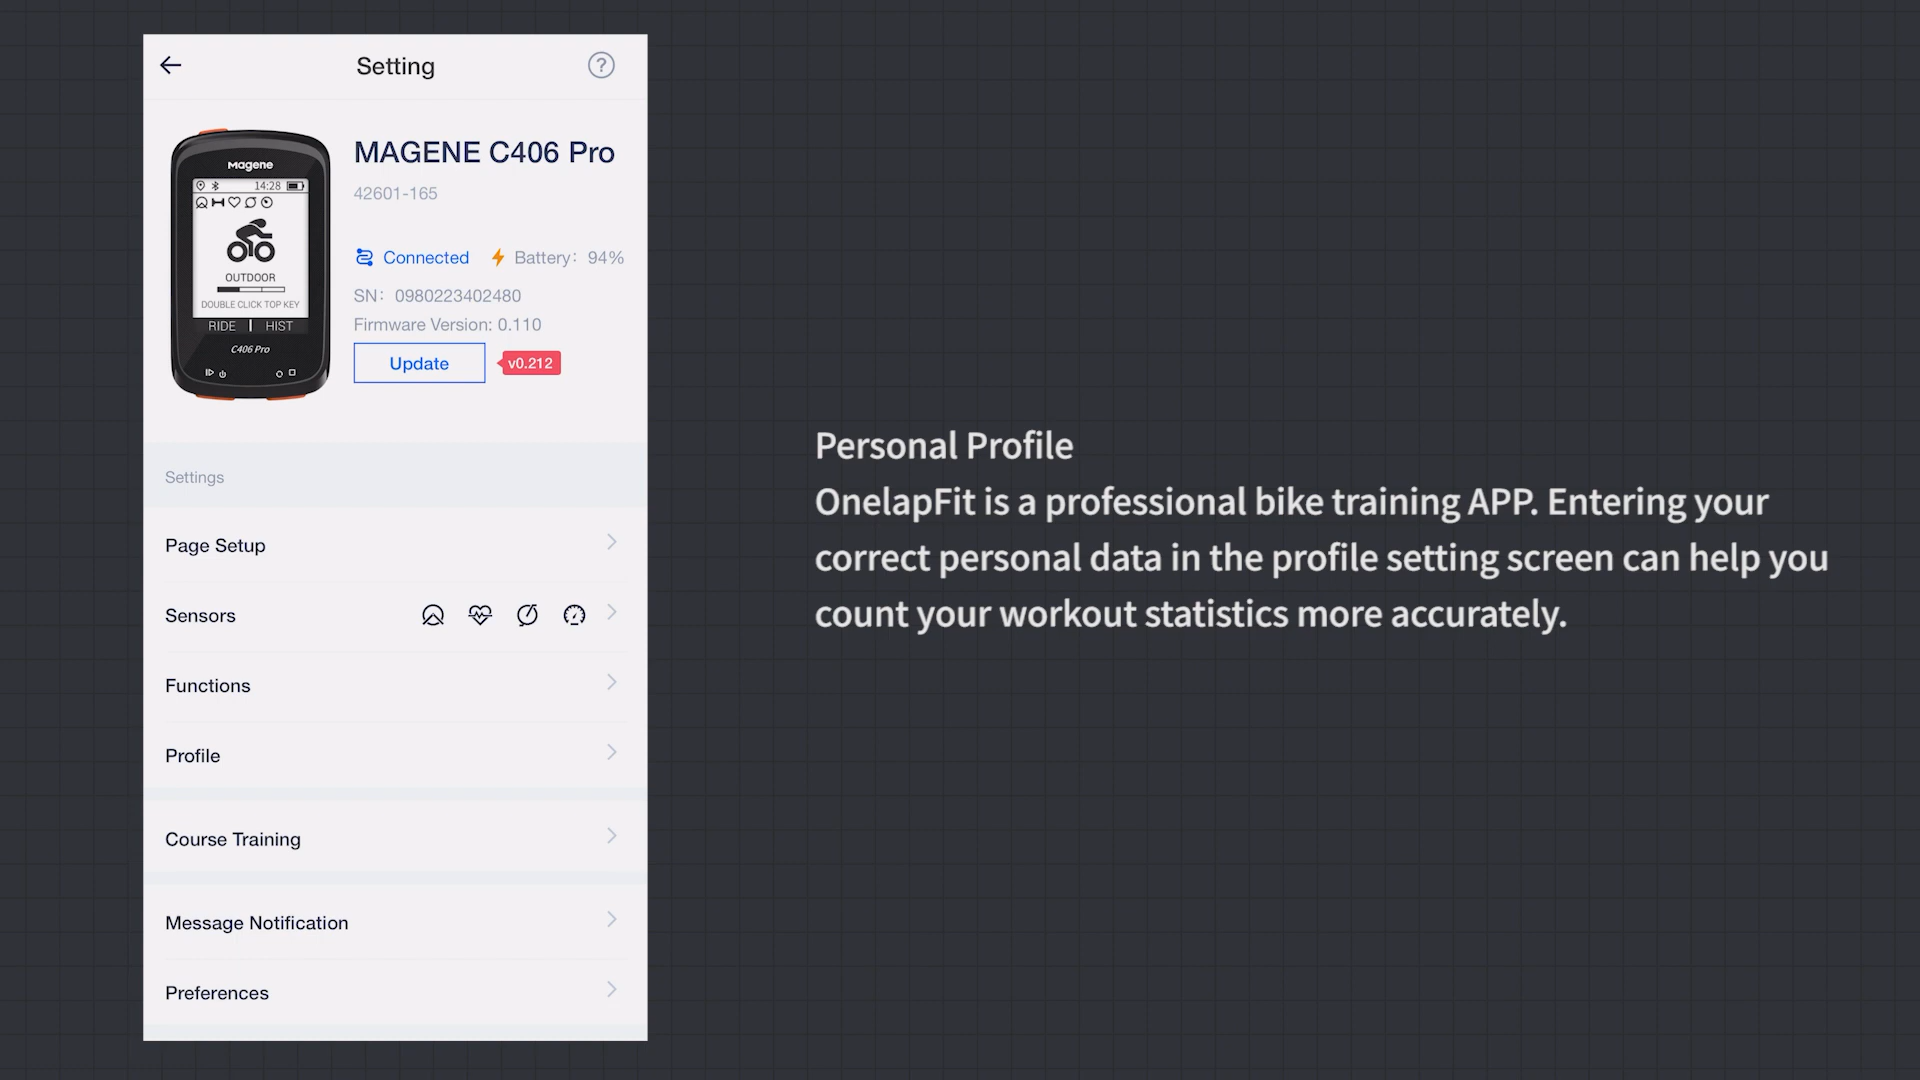 Setting
?
MAGENE C406 Pro
42601-165
Connected Battery: 94%
SN: 0980223402480
Firmware Version: 0.110
Update v0.212
Magene
14:28
OUTDOOR
DOUBLE CLICK TOP KEY
RIDE | HIST
C406 Pro
Settings
Page Setup
Sensors
Functions
Profile
Course Training
Message Notification
Preferences
Personal Profile
OnelapFit is a professional bike training APP. Entering your
correct personal data in the profile setting screen can help you
count your workout statistics more accurately.